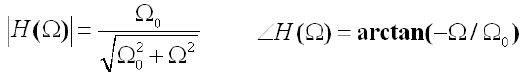 |H(Ω)| = Ω₀ / √(Ω₀² + Ω²)    ∠H(Ω) = arctan(−Ω / Ω₀)